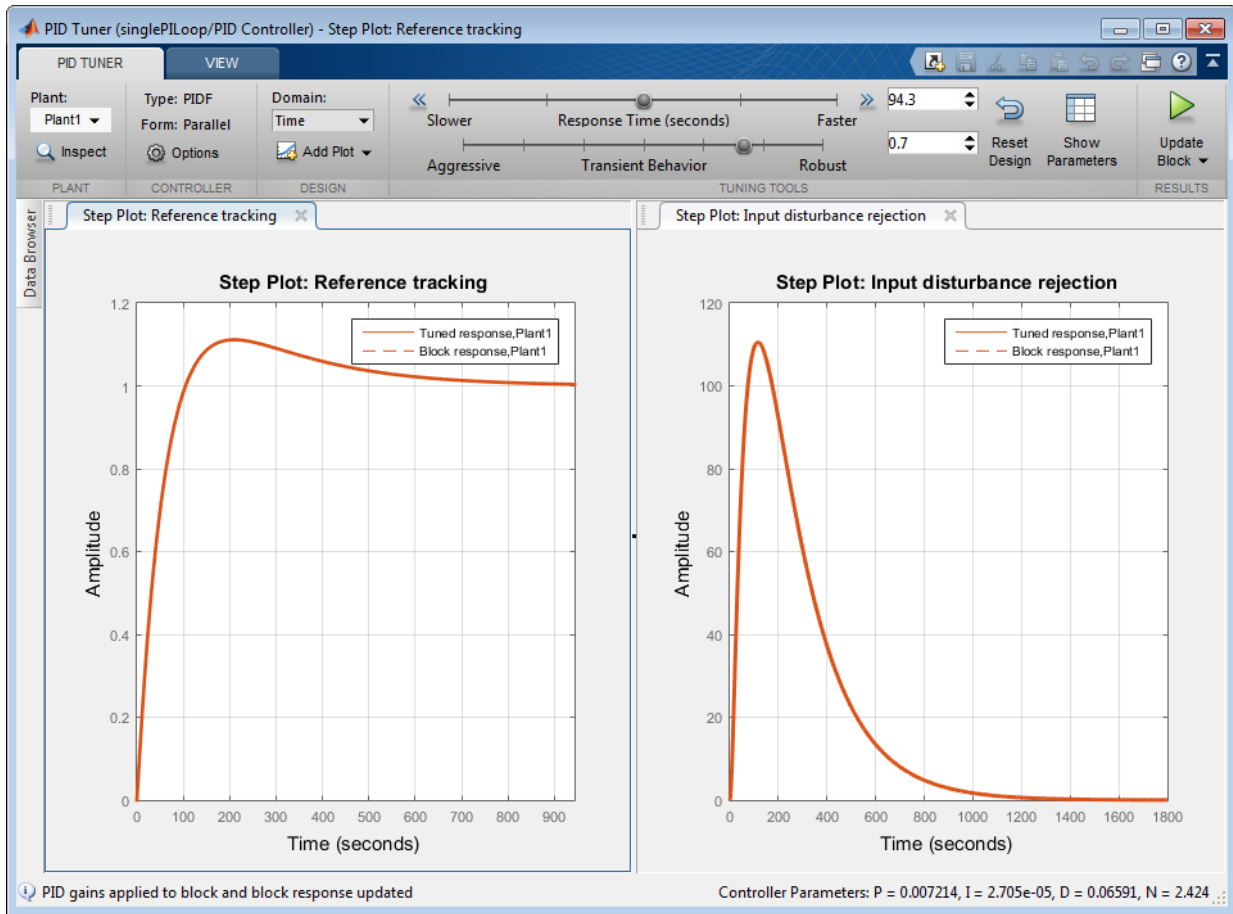 PID Tuner (singlePILoop/PID Controller) - Step Plot: Reference tracking
PID TUNER VIEW
Plant: Type: PIDF Domain: 94.3
Plant1 Form: Parallel Time Slower Response Time (seconds) Faster
Inspect Options Add Plot 0.7 Reset Show Update
Aggressive Transient Behavior Robust Design Parameters Block
PLANT CONTROLLER DESIGN TUNING TOOLS RESULTS
Data Browser
Step Plot: Reference tracking
Step Plot: Input disturbance rejection
Step Plot: Reference tracking
Tuned response,Plant1
Block response,Plant1
1.2
1
0.8
0.6
0.4
0.2
0
Amplitude
0 100 200 300 400 500 600 700 800 900
Time (seconds)
Step Plot: Input disturbance rejection
Tuned response,Plant1
Block response,Plant1
120
100
80
60
40
20
0
Amplitude
0 200 400 600 800 1000 1200 1400 1600 1800
Time (seconds)
PID gains applied to block and block response updated
Controller Parameters: P = 0.007214, I = 2.705e-05, D = 0.06591, N = 2.424